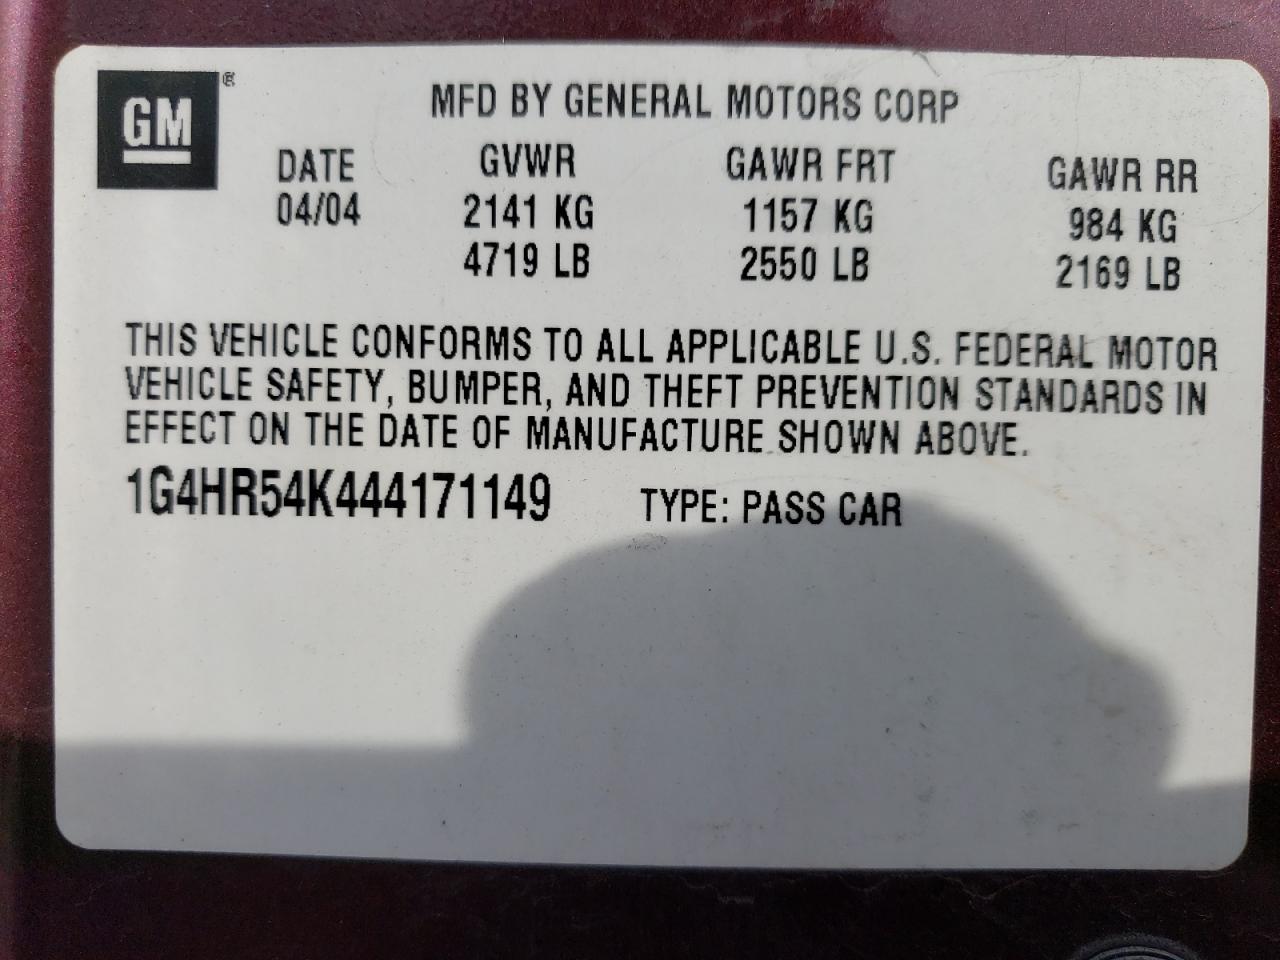 GM®
MFD BY GENERAL MOTORS CORP
DATE GVWR GAWR FRT GAWR RR
04/04 2141 KG 1157 KG 984 KG
4719 LB 2550 LB 2169 LB
THIS VEHICLE CONFORMS TO ALL APPLICABLE U.S. FEDERAL MOTOR
VEHICLE SAFETY, BUMPER, AND THEFT PREVENTION STANDARDS IN
EFFECT ON THE DATE OF MANUFACTURE SHOWN ABOVE.
1G4HR54K444171149 TYPE: PASS CAR